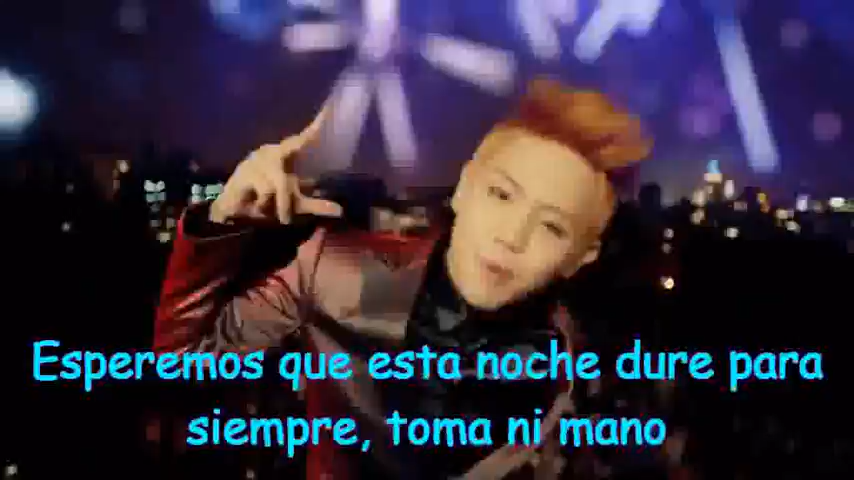 Esperemos que esta noche dure para
siempre, toma ni mano